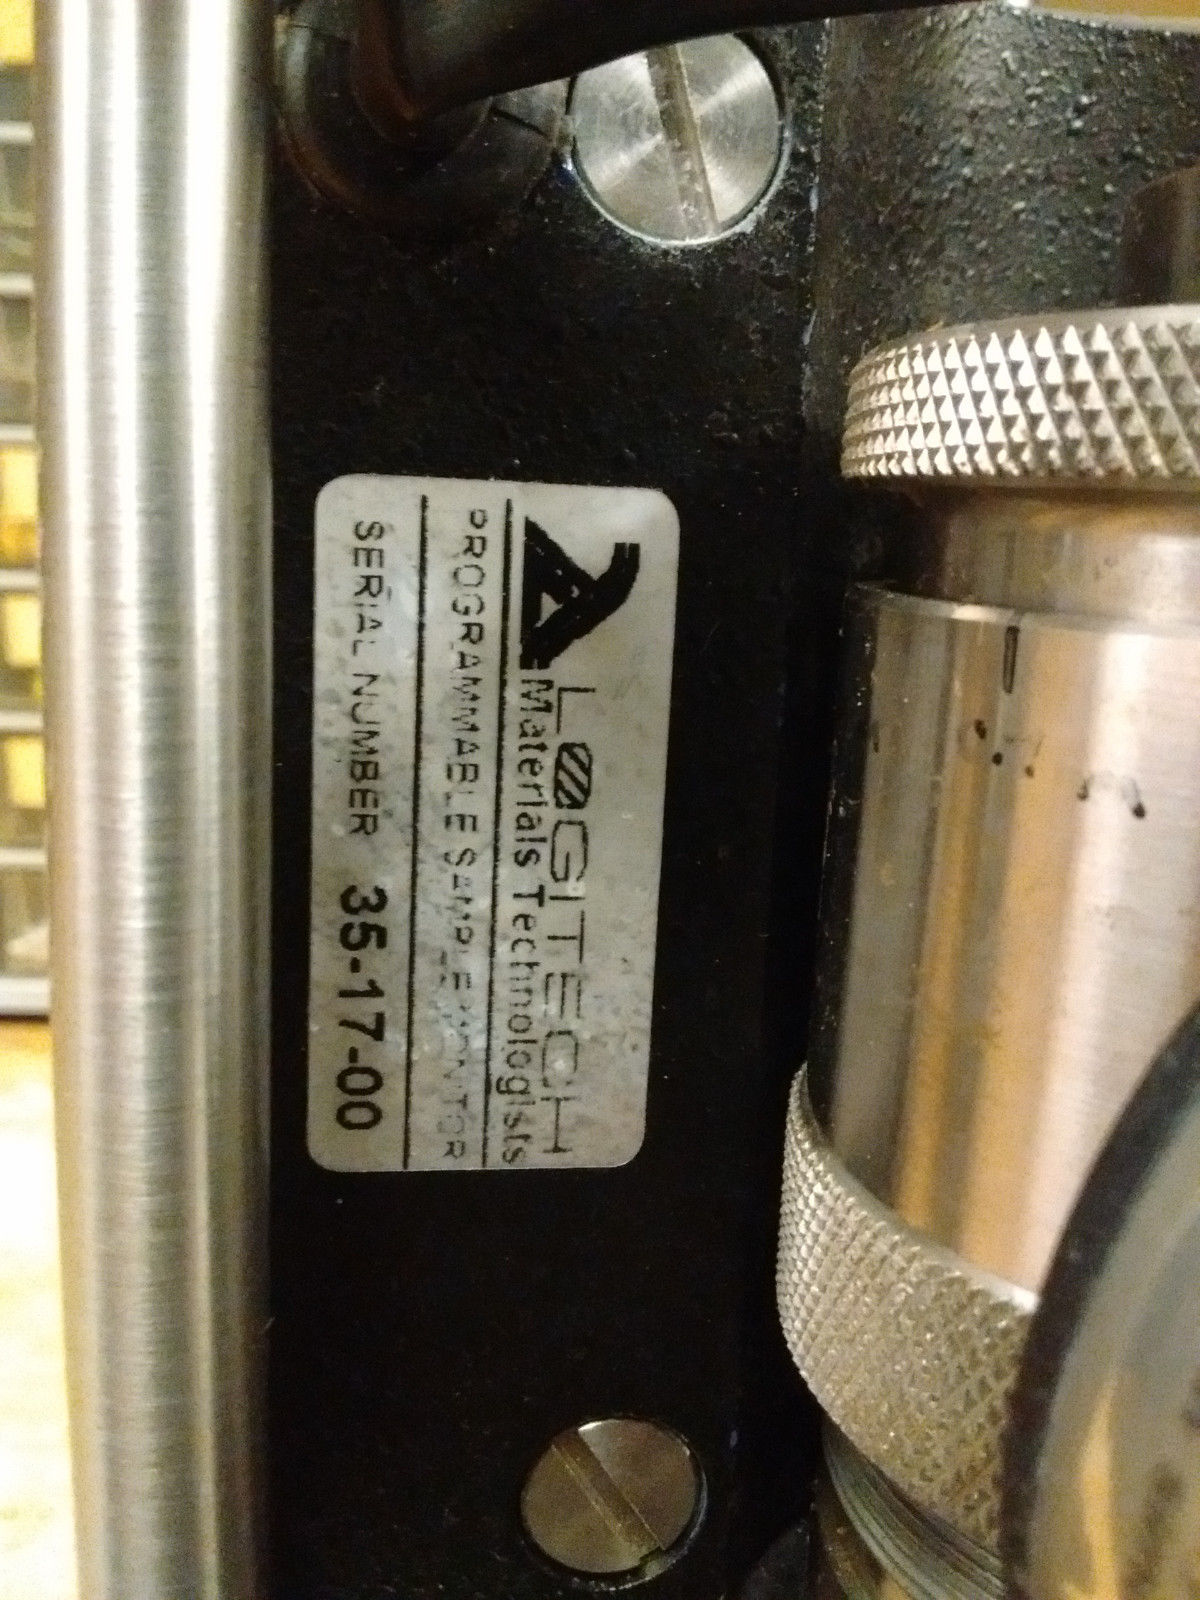 LOGITECH
Materials Technologists
PROGRAMMABLE SAMPLE MONITOR
SERIAL NUMBER 35-17-00